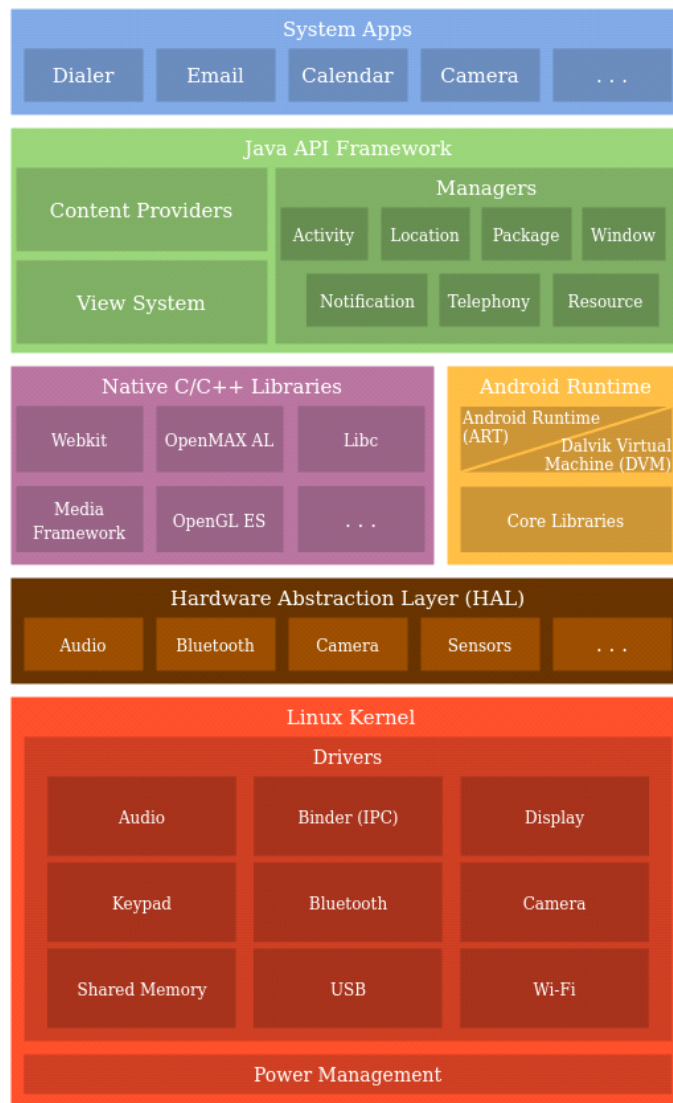 System Apps
Dialer
Email
Calendar
Camera
. . .
Java API Framework
Content Providers
View System
Managers
Activity
Location
Package
Window
Notification
Telephony
Resource
Native C/C++ Libraries
Webkit
OpenMAX AL
Libc
Media
Framework
OpenGL ES
. . .
Android Runtime
Android Runtime
(ART)
Dalvik Virtual
Machine (DVM)
Core Libraries
Hardware Abstraction Layer (HAL)
Audio
Bluetooth
Camera
Sensors
. . .
Linux Kernel
Drivers
Audio
Binder (IPC)
Display
Keypad
Bluetooth
Camera
Shared Memory
USB
Wi-Fi
Power Management